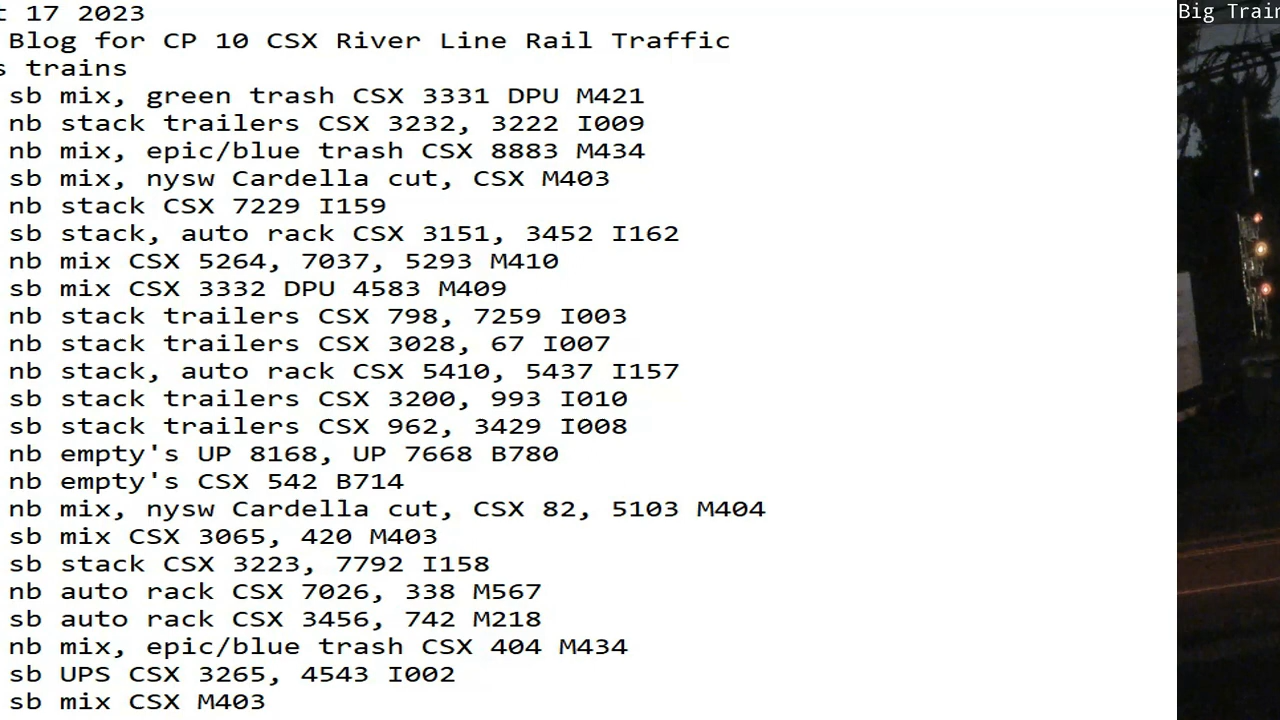 t 17 2023
Blog for CP 10 CSX River Line Rail Traffic
s trains
sb mix, green trash CSX 3331 DPU M421
nb stack trailers CSX 3232, 3222 I009
nb mix, epic/blue trash CSX 8883 M434
sb mix, nysw Cardella cut, CSX M403
nb stack CSX 7229 I159
sb stack, auto rack CSX 3151, 3452 I162
nb mix CSX 5264, 7037, 5293 M410
sb mix CSX 3332 DPU 4583 M409
nb stack trailers CSX 798, 7259 I003
nb stack trailers CSX 3028, 67 I007
nb stack, auto rack CSX 5410, 5437 I157
sb stack trailers CSX 3200, 993 I010
sb stack trailers CSX 962, 3429 I008
nb empty's UP 8168, UP 7668 B780
nb empty's CSX 542 B714
nb mix, nysw Cardella cut, CSX 82, 5103 M404
sb mix CSX 3065, 420 M403
sb stack CSX 3223, 7792 I158
nb auto rack CSX 7026, 338 M567
sb auto rack CSX 3456, 742 M218
nb mix, epic/blue trash CSX 404 M434
sb UPS CSX 3265, 4543 I002
sb mix CSX M403
Big Train